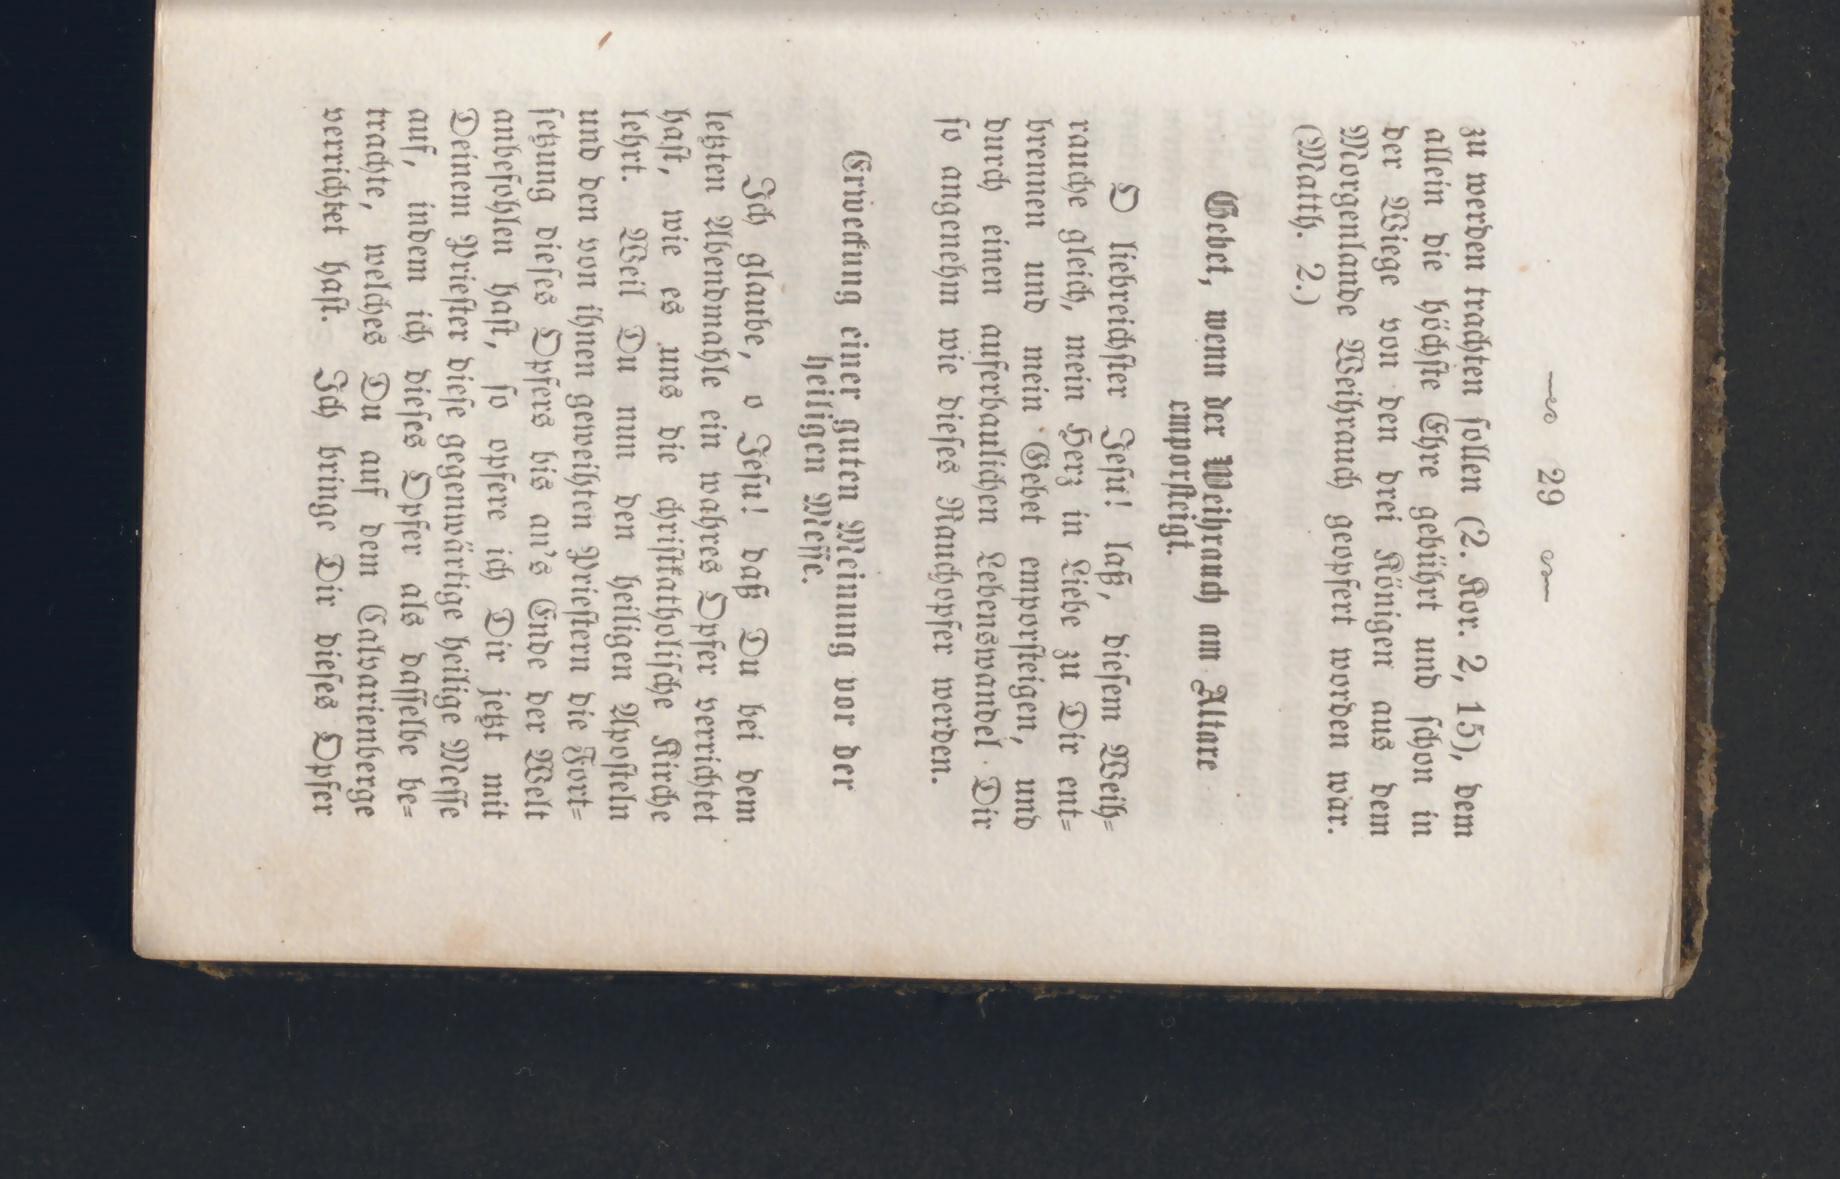 29
zu werden trachten sollen (2. Kor. 2, 15), dem
allein die höchste Ehre gebührt und schon in
der Wiege von den drei Königen aus dem
Morgenlande Weihrauch geopfert worden war.
(Matth. 2.)
Gebet, wenn der Weihrauch am Altare
emporsteigt.
O liebreichster Jesu! laß, diesem Weih-
rauche gleich, mein Herz in Liebe zu Dir ent-
brennen und mein Gebet emporsteigen, und
durch einen auferbaulichen Lebenswandel Dir
so angenehm wie dieses Rauchopfer werden.
Erweckung einer guten Meinung vor der
heiligen Messe.
Ich glaube, o Jesu! daß Du bei dem
letzten Abendmahle ein wahres Opfer verrichtet
hast, wie es uns die christkatholische Kirche
lehrt. Weil Du nun den heiligen Aposteln
und den von ihnen geweihten Priestern die Fort-
setzung dieses Opfers bis an's Ende der Welt
anbefohlen hast, so opfere ich Dir jetzt mit
Deinem Priester diese gegenwärtige heilige Messe
auf, indem ich dieses Opfer als dasselbe be-
trachte, welches Du auf dem Calvarienberge
verrichtet hast. Ich bringe Dir dieses Opfer